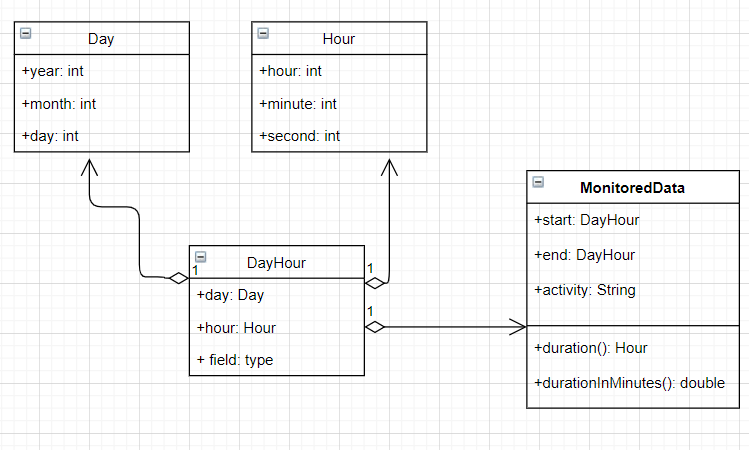 Day
+year: int
+month: int
+day: int
Hour
+hour: int
+minute: int
+second: int
DayHour
+day: Day
+hour: Hour
+ field: type
1
1
1
MonitoredData
+start: DayHour
+end: DayHour
+activity: String
+duration(): Hour
+durationInMinutes(): double